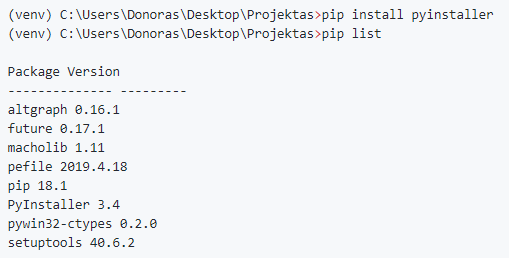 (venv) C:\Users\Donoras\Desktop\Projektas>pip install pyinstaller
(venv) C:\Users\Donoras\Desktop\Projektas>pip list
Package Version
-------------- ---------
altgraph 0.16.1
future 0.17.1
macholib 1.11
pefile 2019.4.18
pip 18.1
PyInstaller 3.4
pywin32-ctypes 0.2.0
setuptools 40.6.2